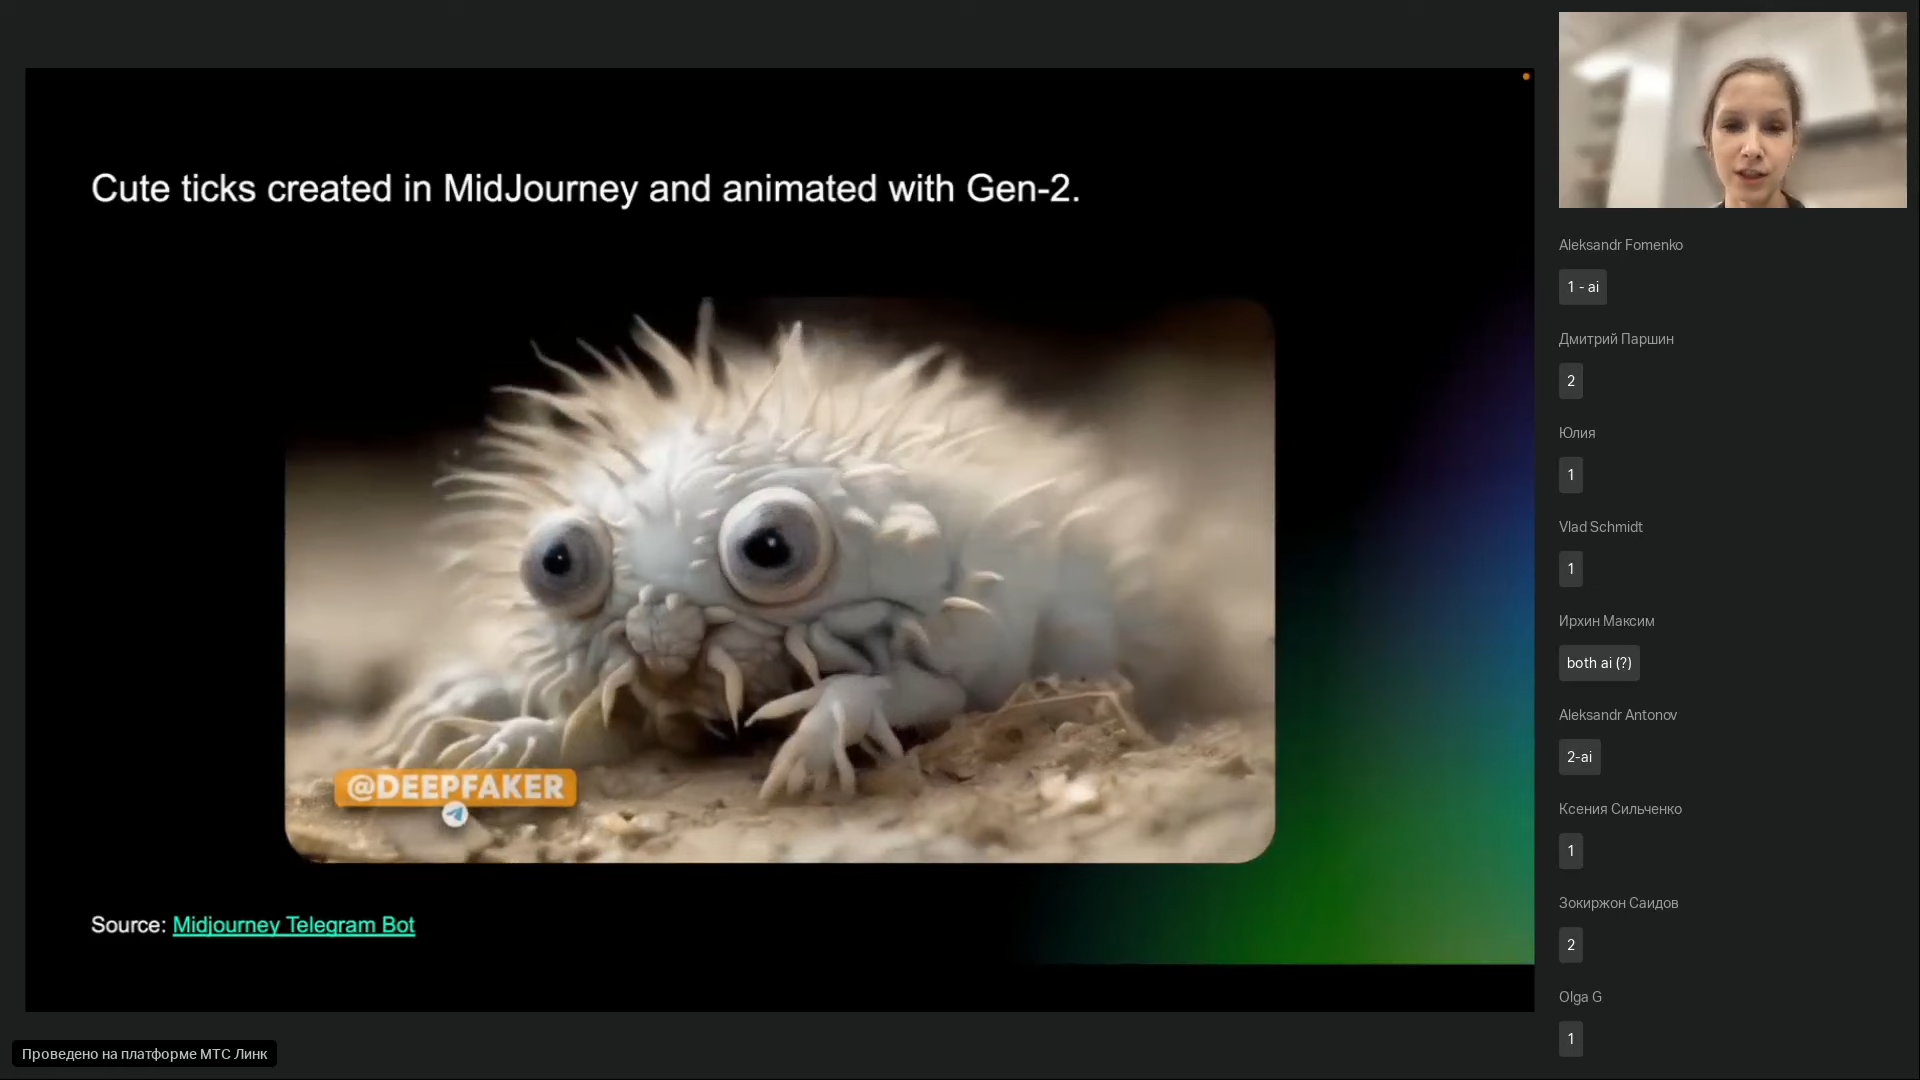 Cute ticks created in MidJourney and animated with Gen-2.
@DEEPFAKER
Source: Midjourney Telegram Bot
Проведено на платформе МТС Линк
Aleksandr Fomenko
1 - ai
Дмитрий Паршин
2
Юлия
1
Vlad Schmidt
1
Ирхин Максим
both ai (?)
Aleksandr Antonov
2-ai
Ксения Сильченко
1
Зокиржон Саидов
2
Olga G
1